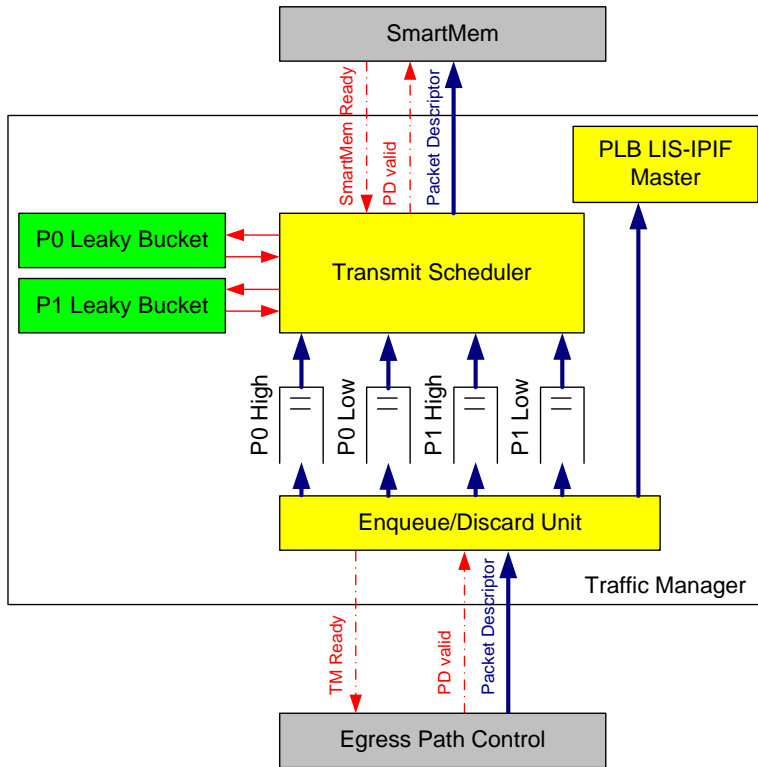 SmartMem
SmartMem Ready
PD valid
Packet Descriptor
PLB LIS-IPIF
Master
P0 Leaky Bucket
P1 Leaky Bucket
Transmit Scheduler
P0 High
P0 Low
P1 High
P1 Low
Enqueue/Discard Unit
Traffic Manager
TM Ready
PD valid
Packet Descriptor
Egress Path Control